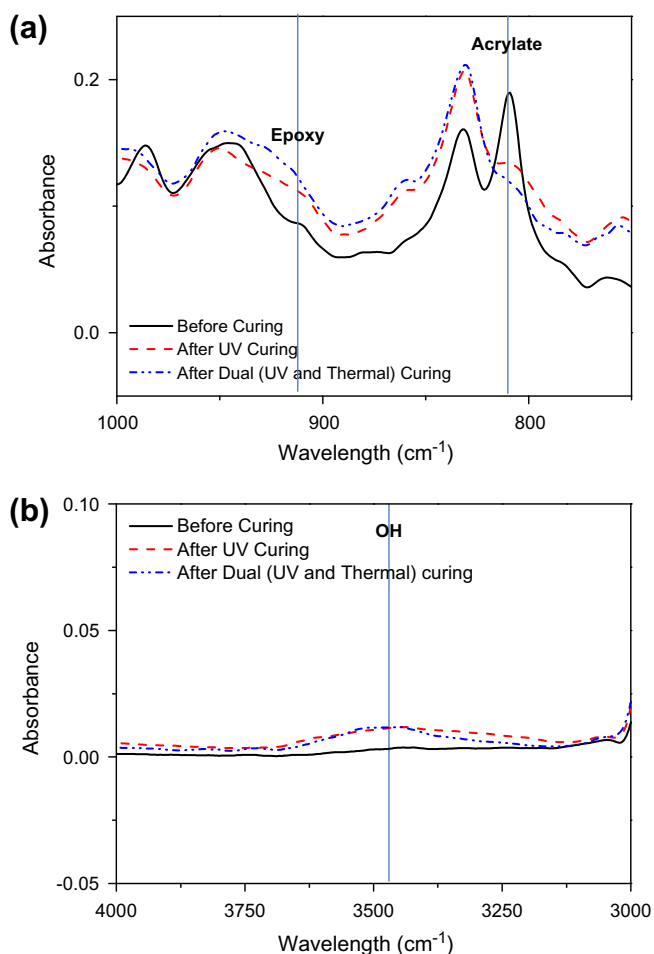 (a)
Acrylate
0.2
Epoxy
Absorbance
0.0
Before Curing
After UV Curing
After Dual (UV and Thermal) Curing
1000 900 800
Wavelength (cm-1)
(b)
0.10
Before Curing
OH
After UV Curing
After Dual (UV and Thermal) curing
0.05
Absorbance
0.00
-0.05
4000 3750 3500 3250 3000
Wavelength (cm-1)